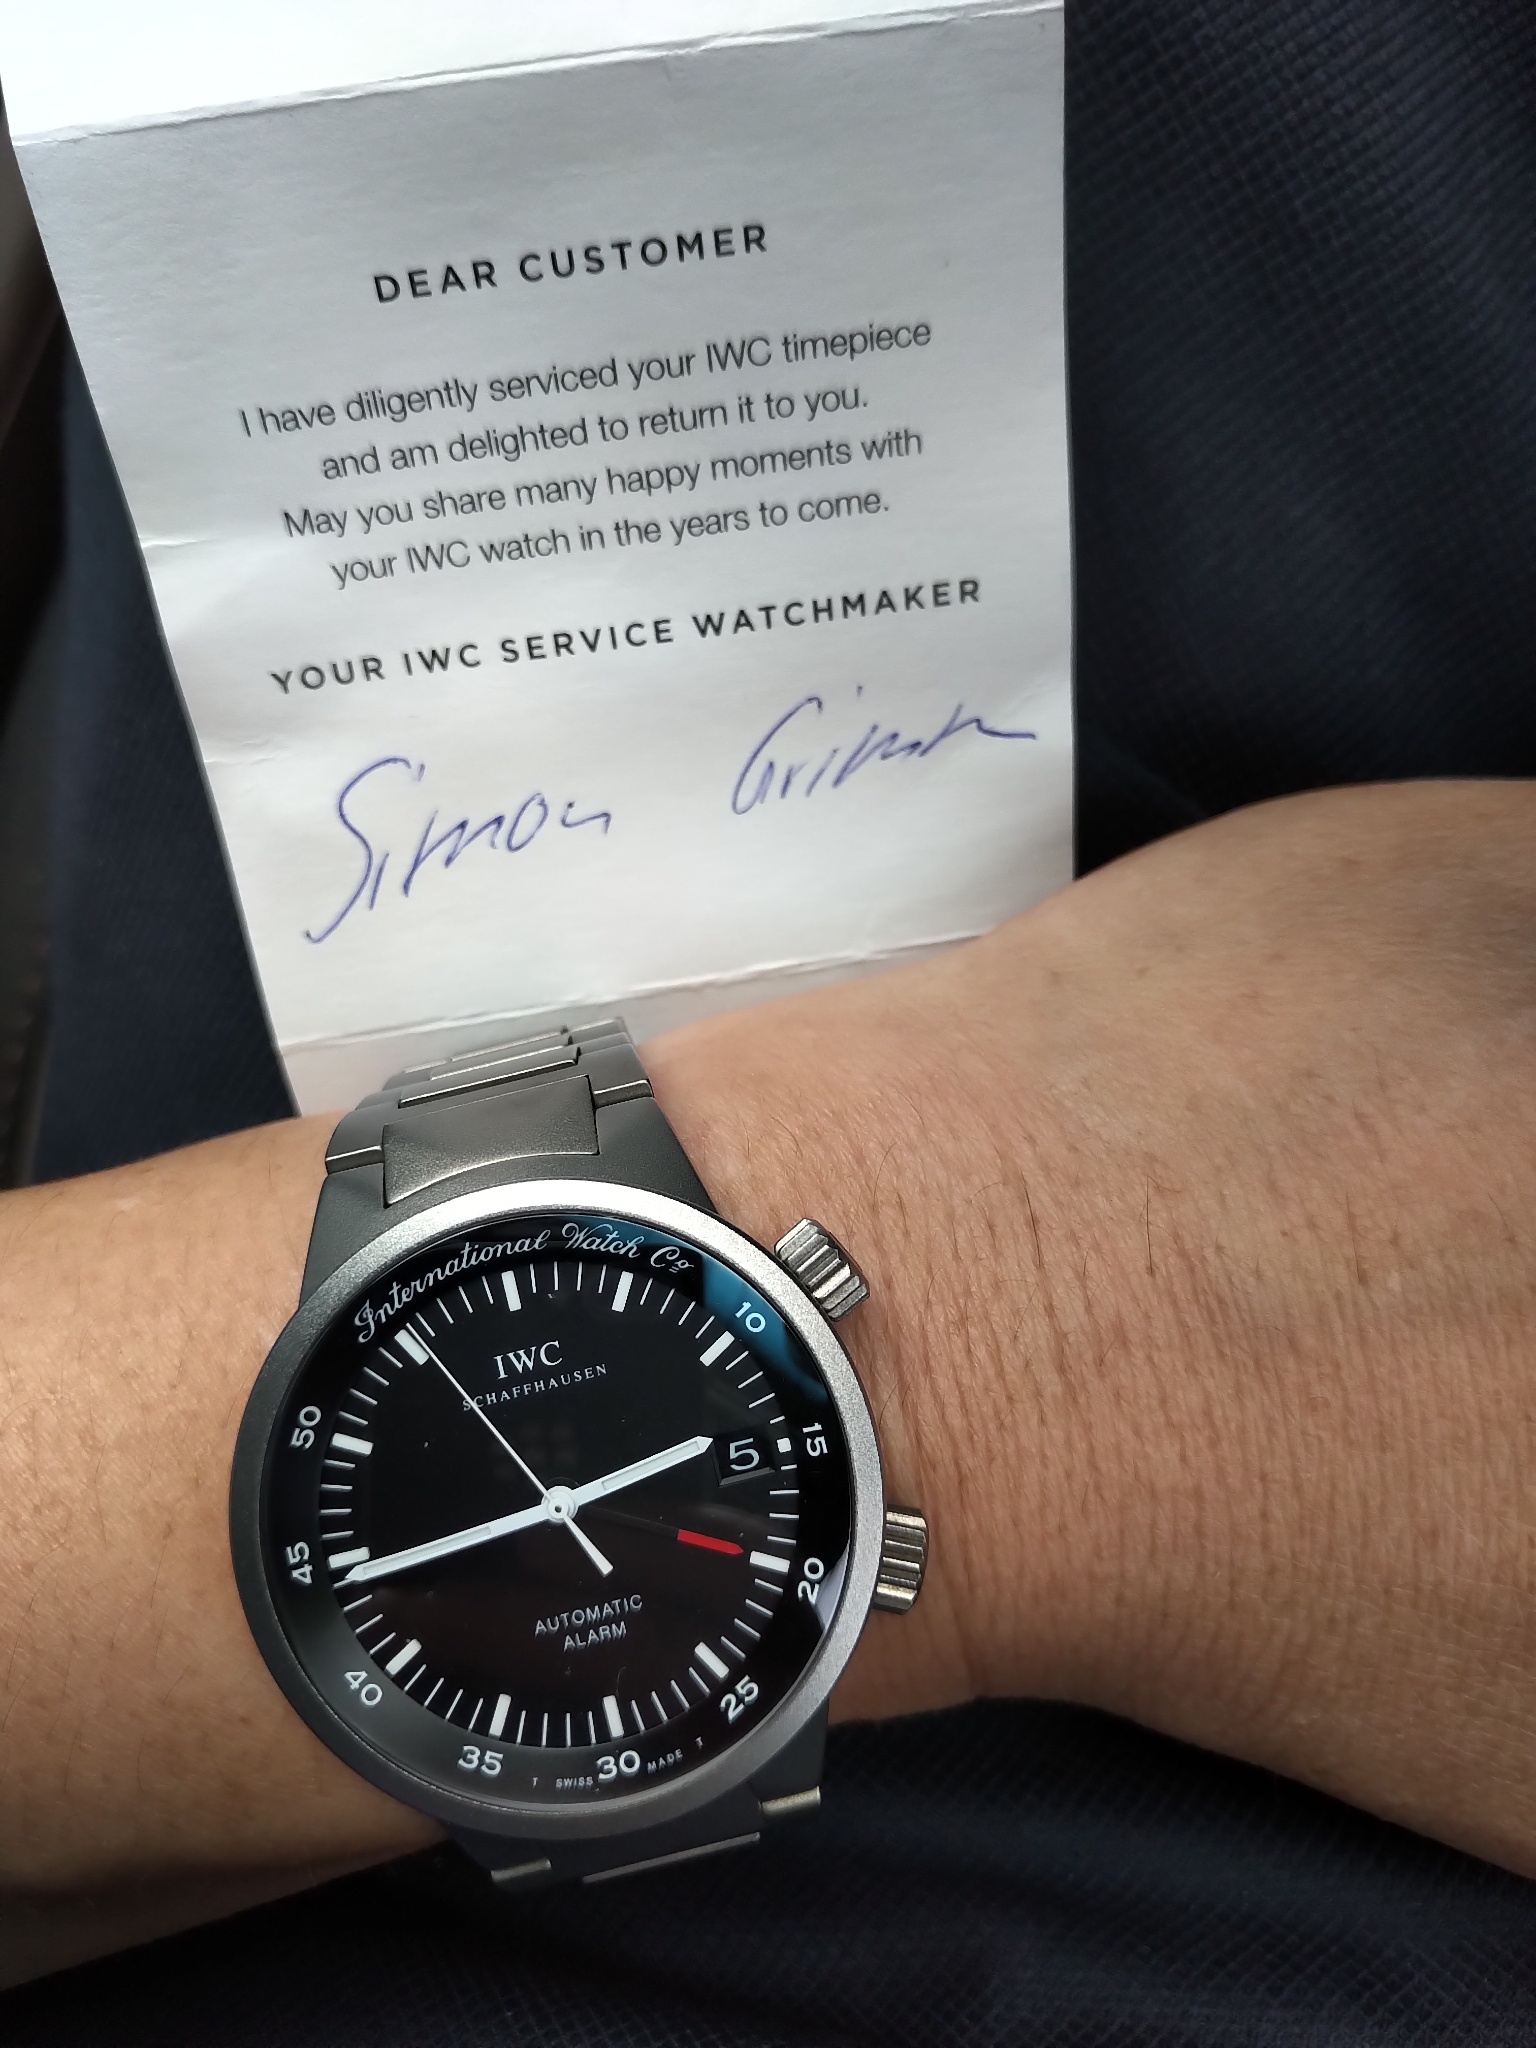 DEAR CUSTOMER
I have diligently serviced your IWC timepiece
and am delighted to return it to you.
May you share many happy moments with
your IWC watch in the years to come.
YOUR IWC SERVICE WATCHMAKER
Simon
International Watch Co
10
IWC
SCHAFFHAUSEN
50
5
15
45
20
AUTOMATIC
ALARM
40
25
35
30
T SWISS MADE T